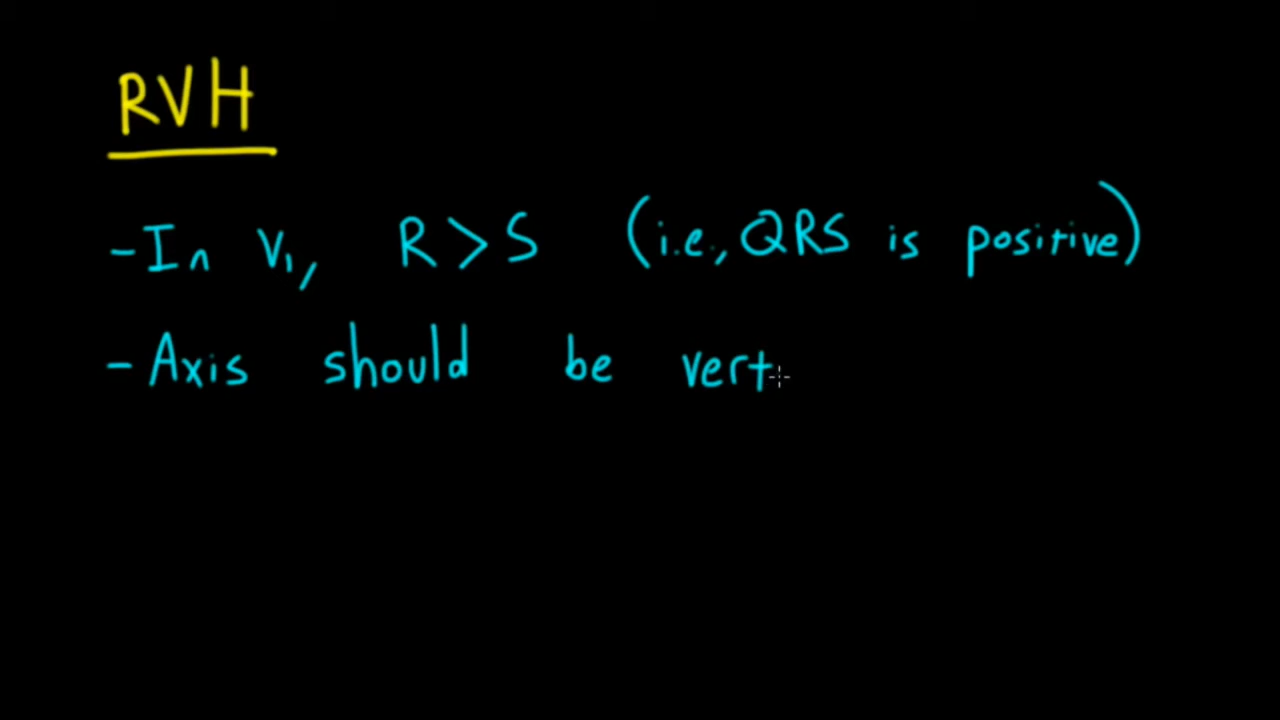 RVH
- In V₁, R > S (i.e., QRS is positive)
- Axis should be vert